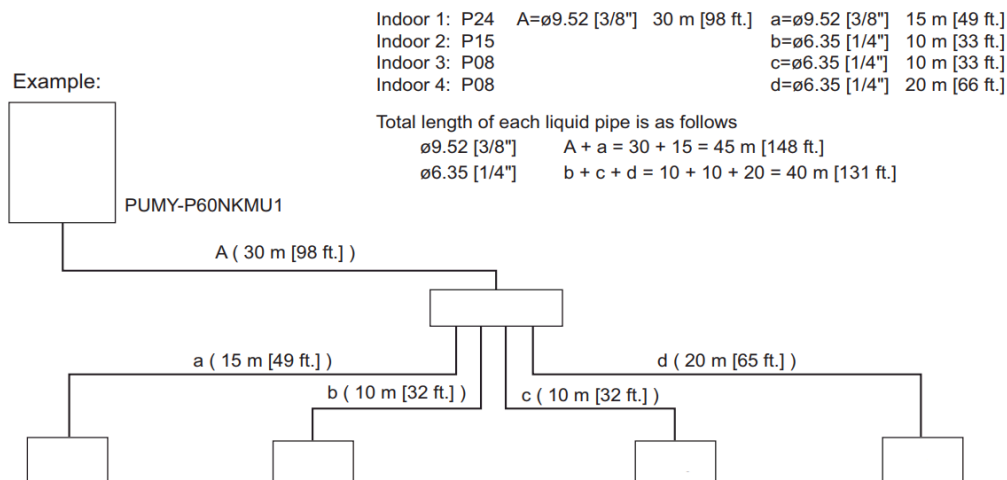 Indoor 1: P24 A=ø9.52 [3/8"] 30 m [98 ft.] a=ø9.52 [3/8"] 15 m [49 ft.]
Indoor 2: P15 b=ø6.35 [1/4"] 10 m [33 ft.]
Indoor 3: P08 c=ø6.35 [1/4"] 10 m [33 ft.]
Indoor 4: P08 d=ø6.35 [1/4"] 20 m [66 ft.]
Example:
Total length of each liquid pipe is as follows
ø9.52 [3/8"] A + a = 30 + 15 = 45 m [148 ft.]
ø6.35 [1/4"] b + c + d = 10 + 10 + 20 = 40 m [131 ft.]
PUMY-P60NKMU1
A ( 30 m [98 ft.] )
a ( 15 m [49 ft.] )
d ( 20 m [65 ft.] )
b ( 10 m [32 ft.] )
c ( 10 m [32 ft.] )